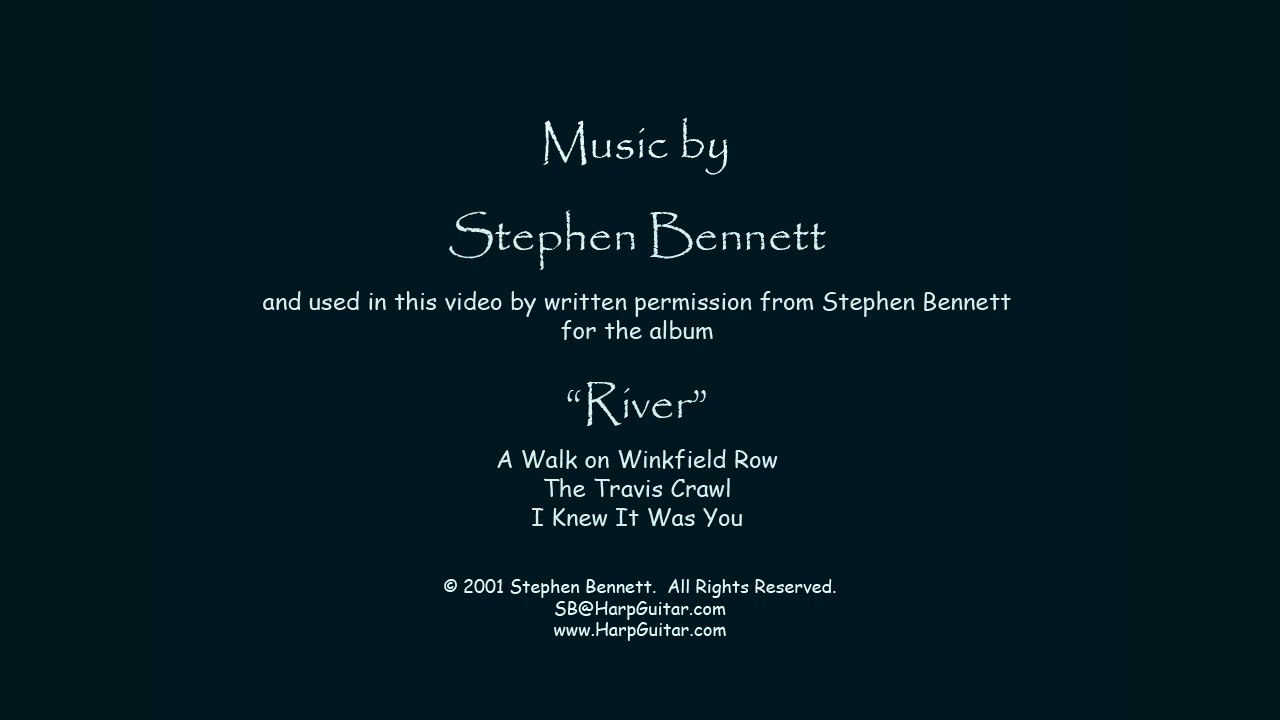 Music by
Stephen Bennett
and used in this video by written permission from Stephen Bennett
for the album
“River”
A Walk on Winkfield Row
The Travis Crawl
I Knew It Was You
© 2001 Stephen Bennett.  All Rights Reserved.
SB@HarpGuitar.com
www.HarpGuitar.com